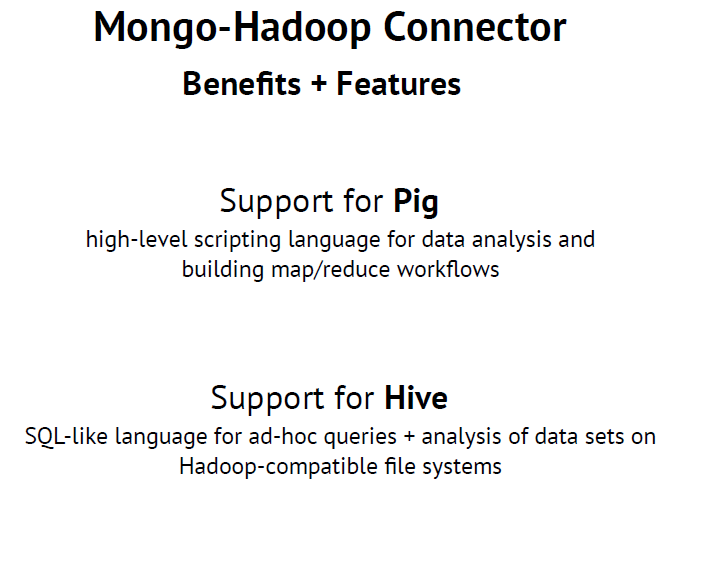 Mongo-Hadoop Connector
Benefits + Features
Support for Pig
high-level scripting language for data analysis and
building map/reduce workflows
Support for Hive
SQL-like language for ad-hoc queries + analysis of data sets on
Hadoop-compatible file systems